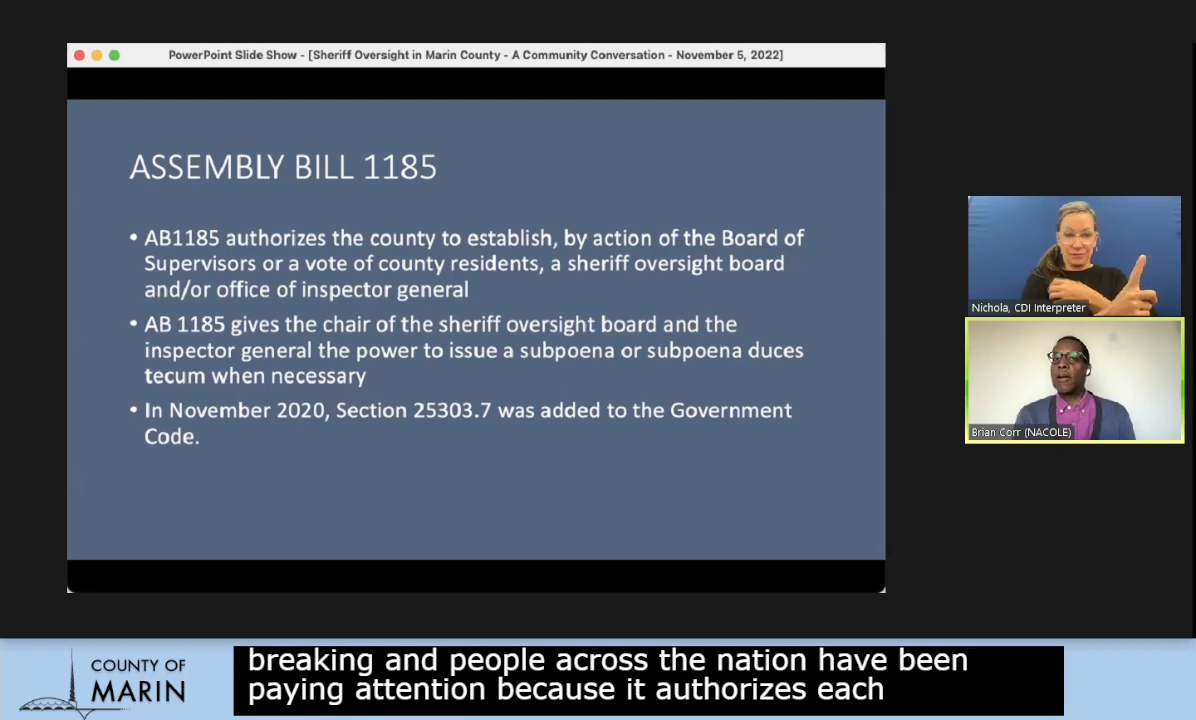 PowerPoint Slide Show - [Sheriff Oversight in Marin County - A Community Conversation - November 5, 2022]
ASSEMBLY BILL 1185
• AB1185 authorizes the county to establish, by action of the Board of
Supervisors or a vote of county residents, a sheriff oversight board
and/or office of inspector general
• AB 1185 gives the chair of the sheriff oversight board and the
inspector general the power to issue a subpoena or subpoena duces
tecum when necessary
• In November 2020, Section 25303.7 was added to the Government
Code.
Nichola, CDI Interpreter
Brian Corr (NACOLE)
COUNTY OF
MARIN
breaking and people across the nation have been
paying attention because it authorizes each